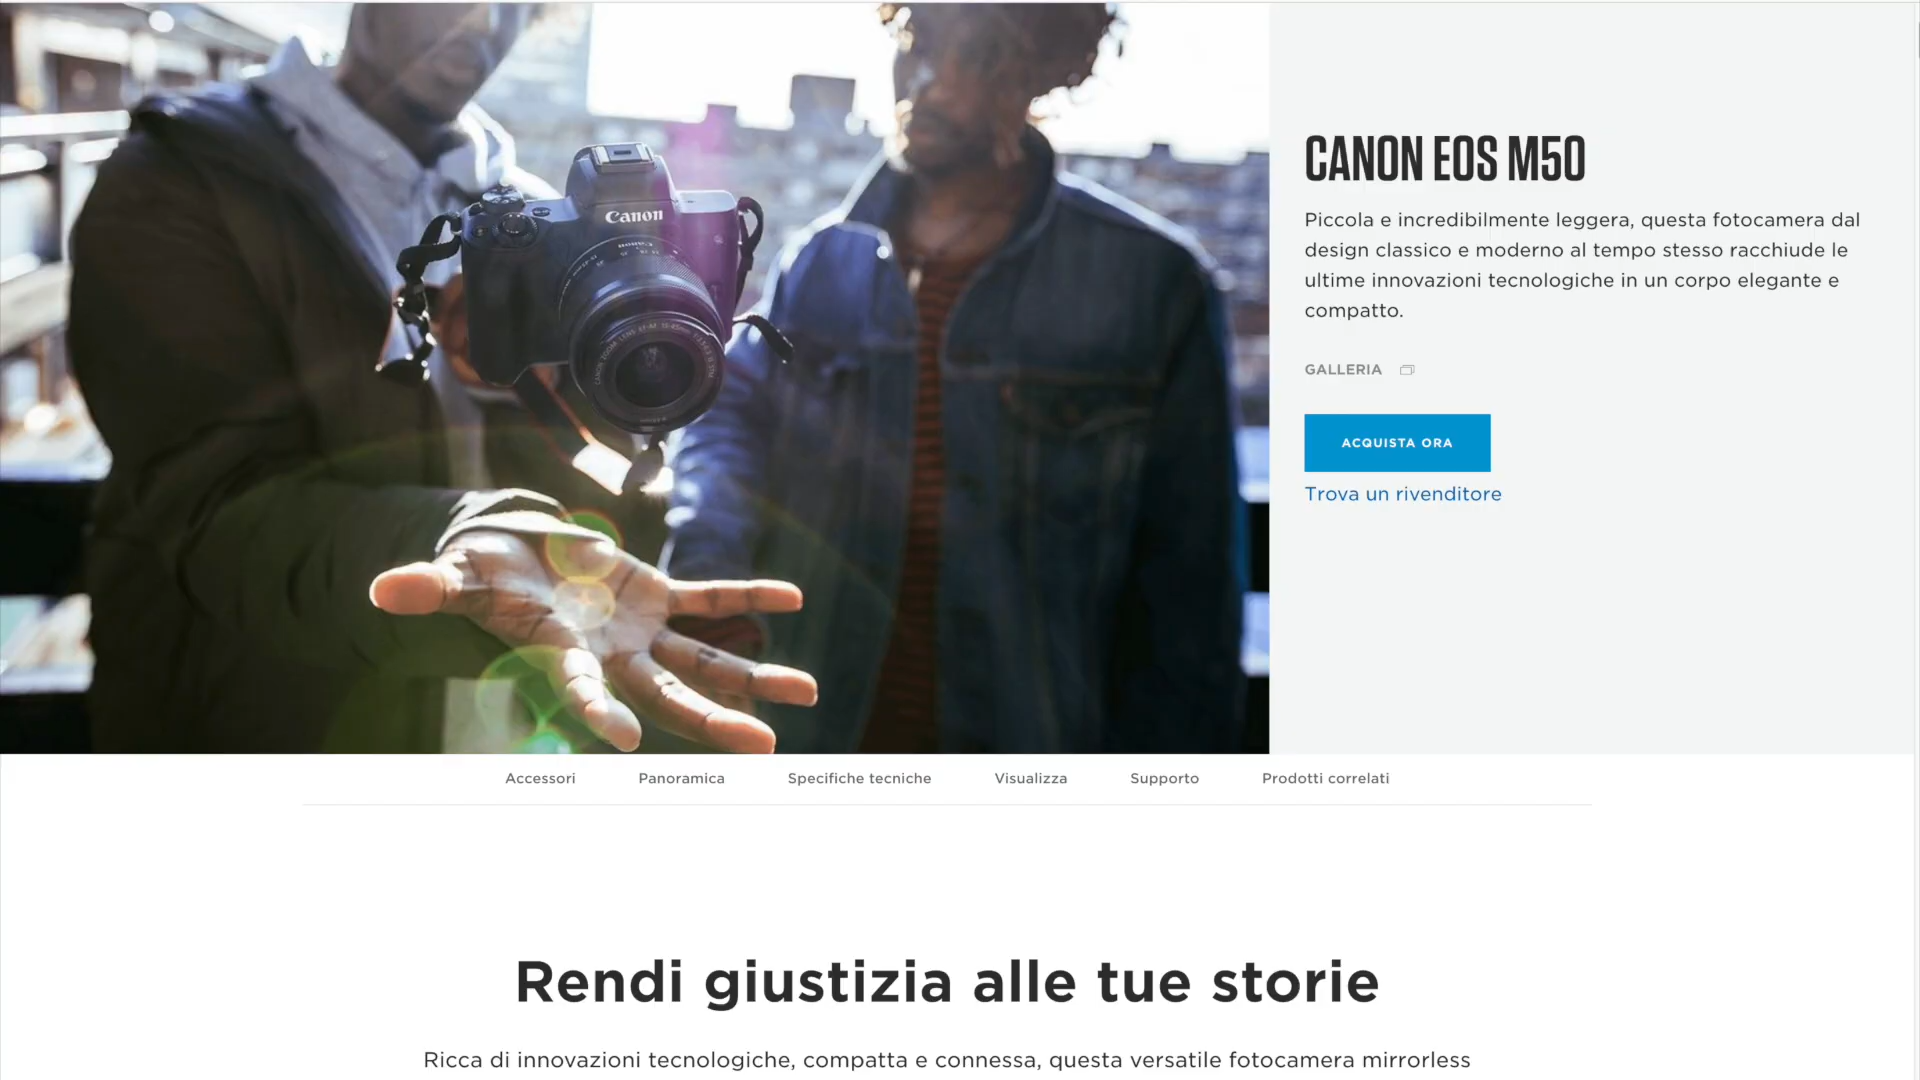 Canon
CANON EOS M50
Piccola e incredibilmente leggera, questa fotocamera dal
design classico e moderno al tempo stesso racchiude le
ultime innovazioni tecnologiche in un corpo elegante e
compatto.
GALLERIA
ACQUISTA ORA
Trova un rivenditore
Accessori Panoramica Specifiche tecniche Visualizza Supporto Prodotti correlati
Rendi giustizia alle tue storie
Ricca di innovazioni tecnologiche, compatta e connessa, questa versatile fotocamera mirrorless